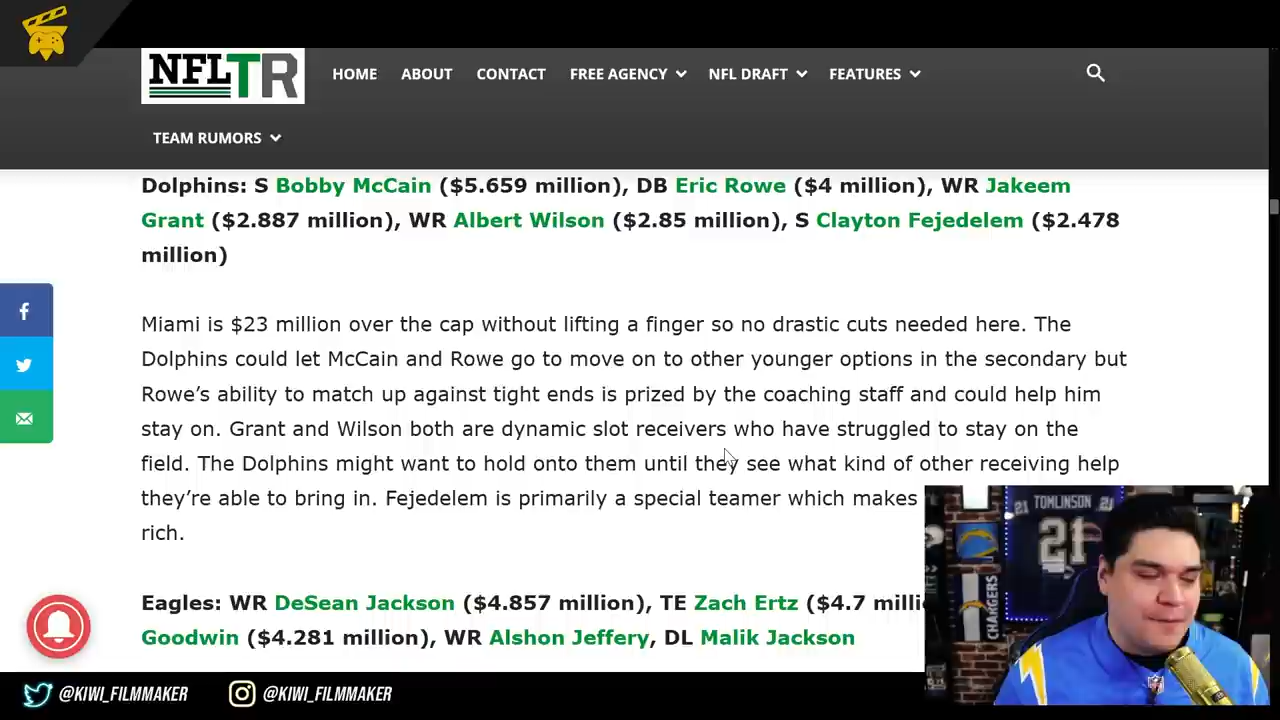 NFLTR
HOME ABOUT CONTACT FREE AGENCY NFL DRAFT FEATURES
TEAM RUMORS
Dolphins: S Bobby McCain ($5.659 million), DB Eric Rowe ($4 million), WR Jakeem
Grant ($2.887 million), WR Albert Wilson ($2.85 million), S Clayton Fejedelem ($2.478
million)
Miami is $23 million over the cap without lifting a finger so no drastic cuts needed here. The
Dolphins could let McCain and Rowe go to move on to other younger options in the secondary but
Rowe's ability to match up against tight ends is prized by the coaching staff and could help him
stay on. Grant and Wilson both are dynamic slot receivers who have struggled to stay on the
field. The Dolphins might want to hold onto them until they see what kind of other receiving help
they're able to bring in. Fejedelem is primarily a special teamer which makes
rich.
Eagles: WR DeSean Jackson ($4.857 million), TE Zach Ertz ($4.7 milli
Goodwin ($4.281 million), WR Alshon Jeffery, DL Malik Jackson
21 TOMLINSON 21
21
CHARGERS
@KIWI_FILMMAKER @KIWI_FILMMAKER